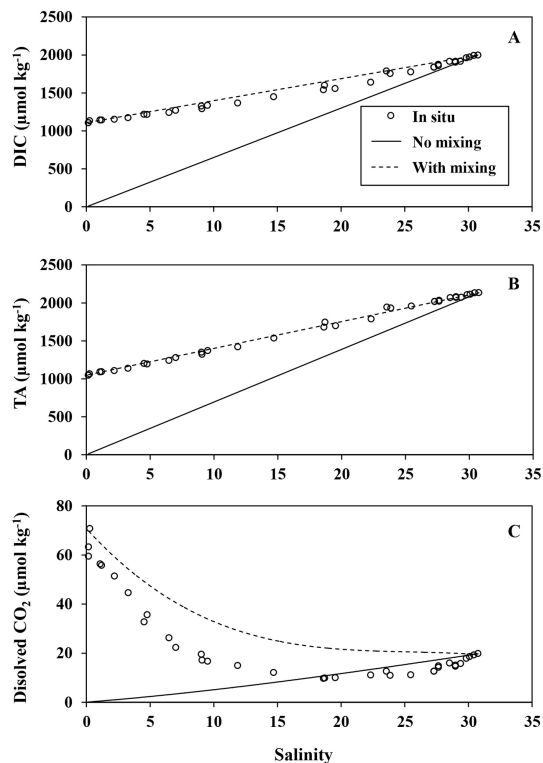 A
DIC (µmol kg⁻¹)
2500
2000
1500
1000
500
0
0 5 10 15 20 25 30 35
In situ
No mixing
With mixing
B
TA (µmol kg⁻¹)
2500
2000
1500
1000
500
0
0 5 10 15 20 25 30 35
C
Disolved CO₂ (µmol kg⁻¹)
80
60
40
20
0
0 5 10 15 20 25 30 35
Salinity